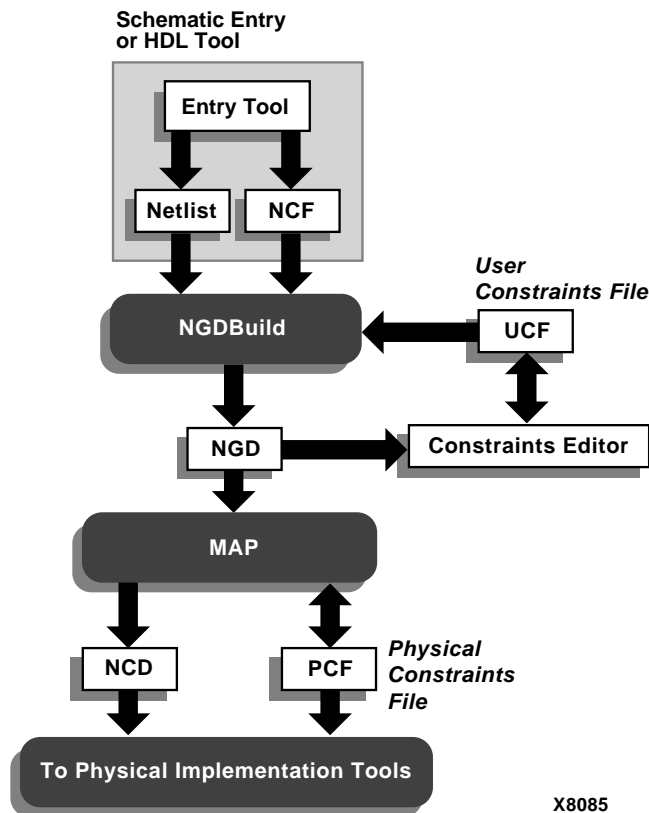 Schematic Entry
or HDL Tool
Entry Tool
Netlist
NCF
User
Constraints File
NGDBuild
UCF
NGD
Constraints Editor
MAP
NCD
PCF
Physical
Constraints
File
To Physical Implementation Tools
X8085